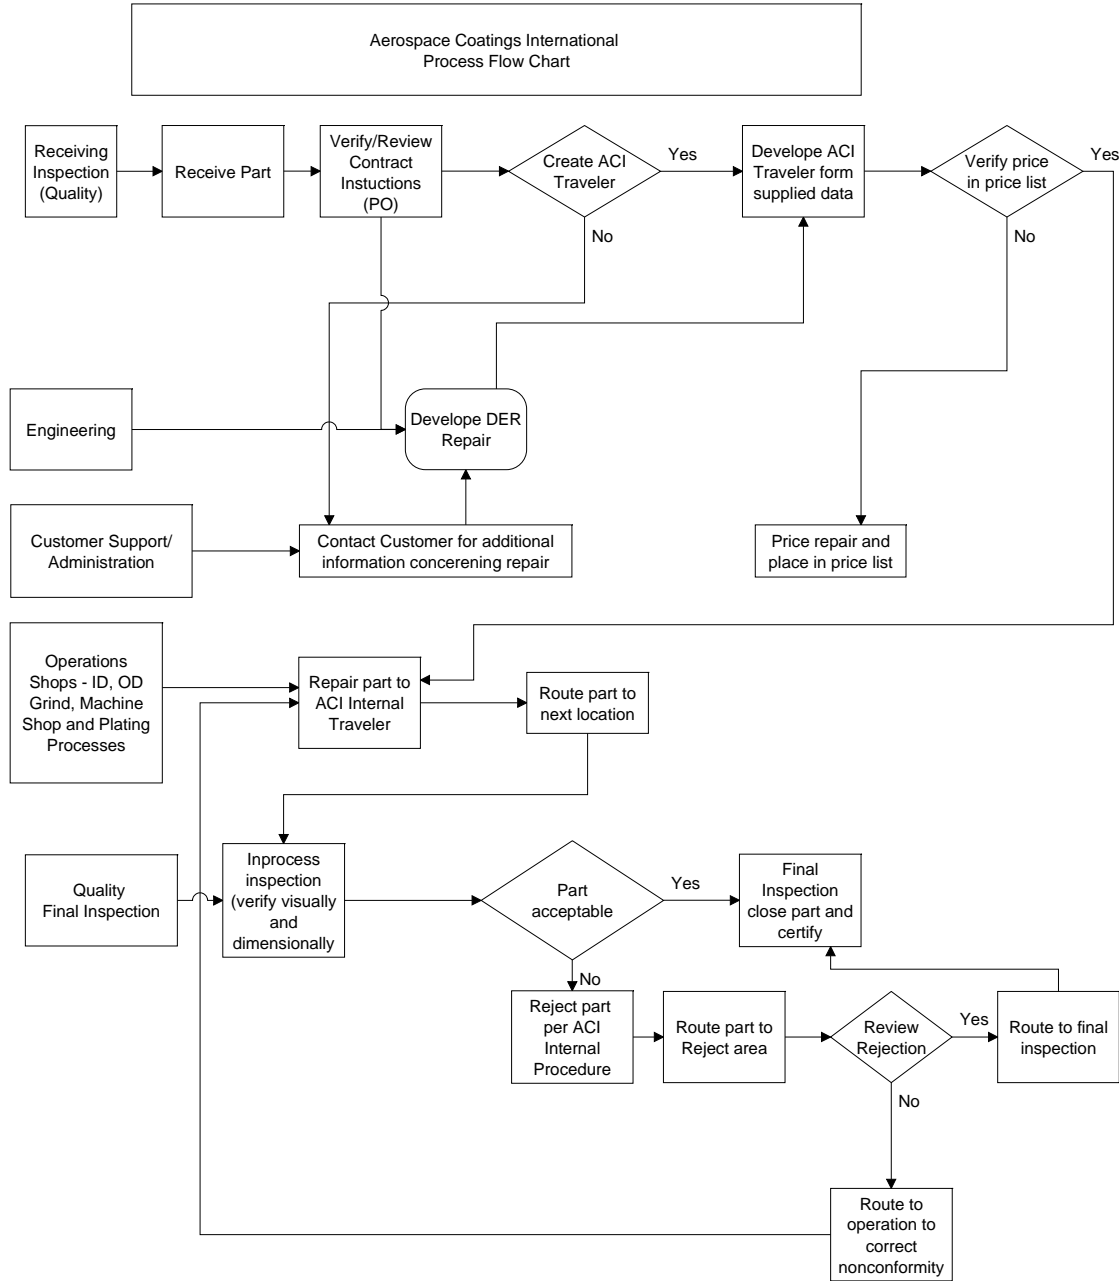 Aerospace Coatings International
Process Flow Chart
Receiving
Inspection
(Quality)
Receive Part
Verify/Review
Contract
Instuctions
(PO)
Create ACI
Traveler
Yes
No
Develope ACI
Traveler form
supplied data
Verify price
in price list
Yes
No
Engineering
Develope DER
Repair
Customer Support/
Administration
Contact Customer for additional
information concerening repair
Price repair and
place in price list
Operations
Shops - ID, OD
Grind, Machine
Shop and Plating
Processes
Repair part to
ACI Internal
Traveler
Route part to
next location
Quality
Final Inspection
Inprocess
inspection
(verify visually
and
dimensionally
Part
acceptable
Yes
No
Final
Inspection
close part and
certify
Reject part
per ACI
Internal
Procedure
Route part to
Reject area
Review
Rejection
Yes
No
Route to final
inspection
Route to
operation to
correct
nonconformity